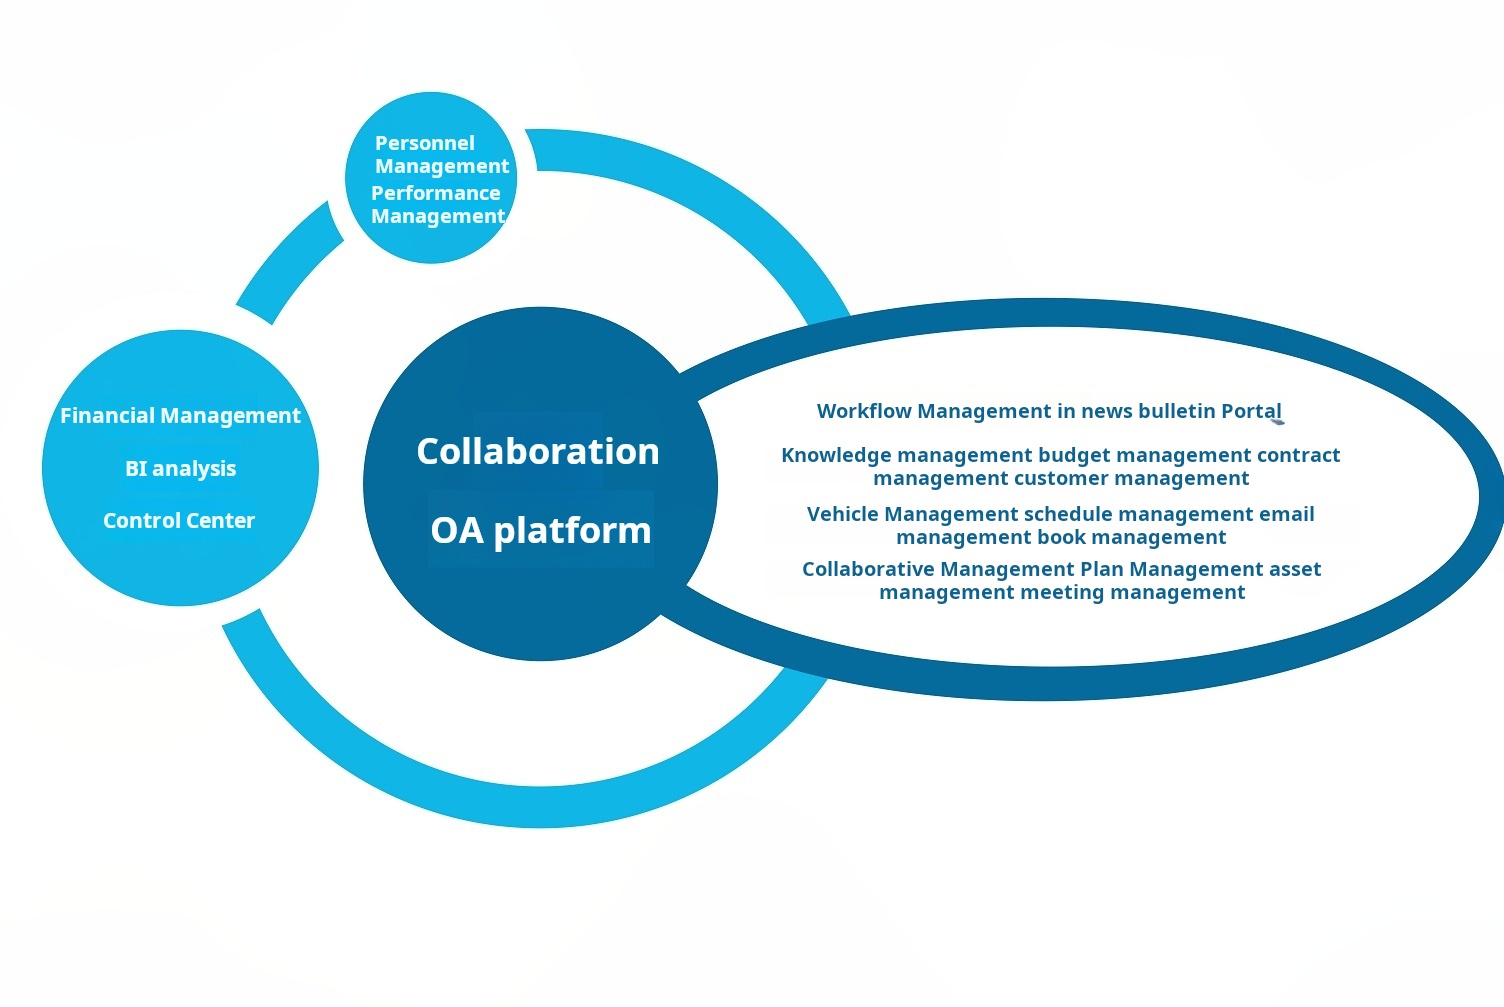 Personnel
Management
Performance
Management
Financial Management
BI analysis
Control Center
Collaboration
OA platform
Workflow Management in news bulletin Portal
Knowledge management budget management contract
management customer management
Vehicle Management schedule management email
management book management
Collaborative Management Plan Management asset
management meeting management